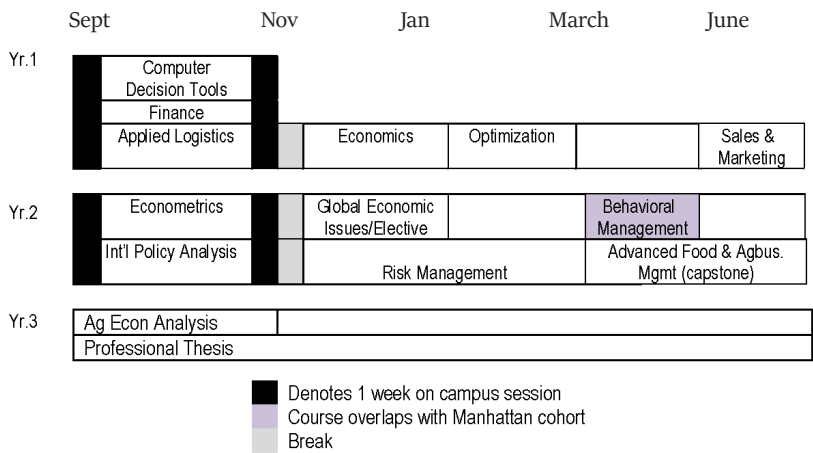 Sept Nov Jan March June
Yr.1
Computer
Decision Tools
Finance
Applied Logistics Economics Optimization Sales &
Marketing
Yr.2
Econometrics Global Economic Behavioral
Issues/Elective Management
Int'l Policy Analysis Advanced Food & Agbus.
Risk Management Mgmt (capstone)
Yr.3
Ag Econ Analysis
Professional Thesis
Denotes 1 week on campus session
Course overlaps with Manhattan cohort
Break